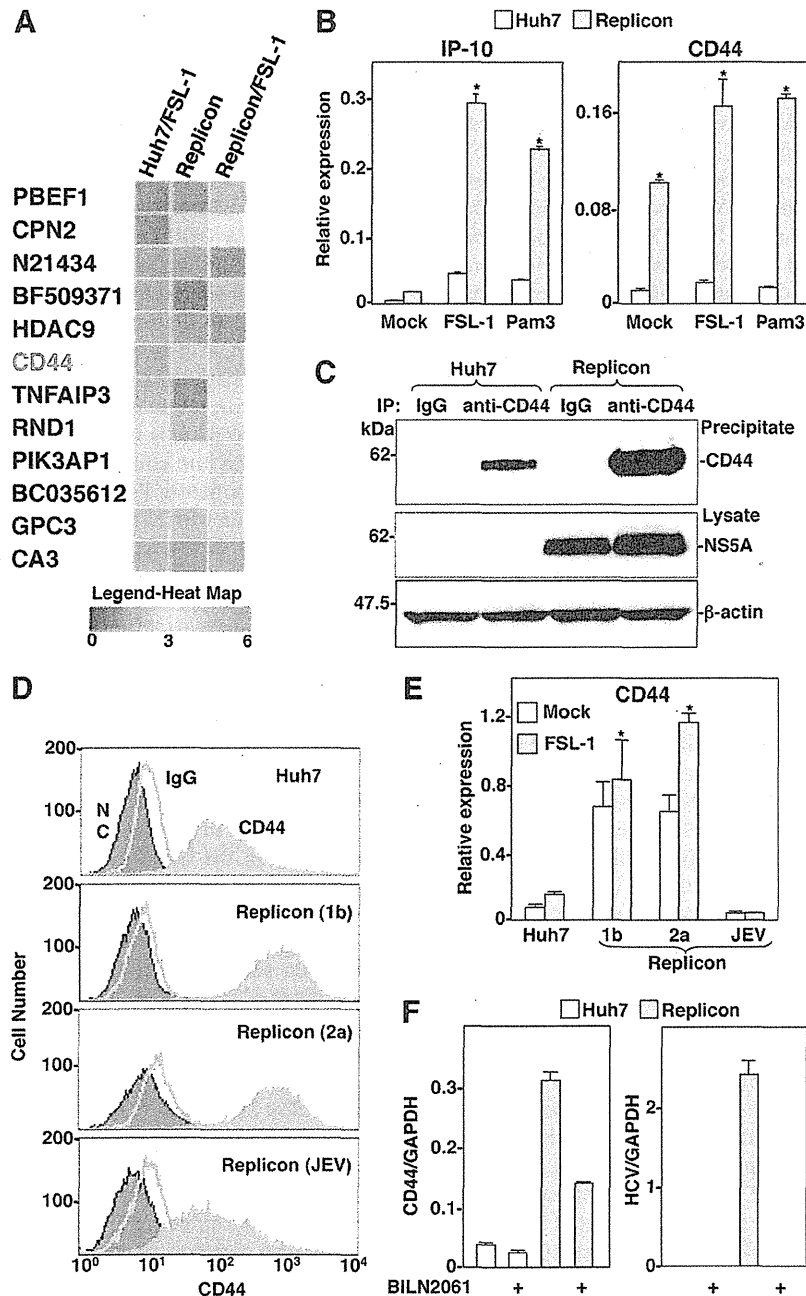 A
Huh7/FSL-1
Replicon
Replicon/FSL-1
PBEF1
CPN2
N21434
BF509371
HDAC9
CD44
TNFAIP3
RND1
PIK3AP1
BC035612
GPC3
CA3
Legend-Heat Map
0 3 6
B
Huh7 Replicon
IP-10
Relative expression
0.3
0.2
0.1
0
* *
Mock FSL-1 Pam3
CD44
0.16
0.08
0
* * *
Mock FSL-1 Pam3
C
Huh7 Replicon
IP: IgG anti-CD44 IgG anti-CD44
kDa
Precipitate
62
-CD44
Lysate
62
-NS5A
47.5
-β-actin
D
Cell Number
200
100
N
C
IgG
Huh7
CD44
200
100
Replicon (1b)
200
100
Replicon (2a)
200
100
Replicon (JEV)
10⁰ 10¹ 10² 10³ 10⁴
CD44
E
CD44
Mock
FSL-1
Relative expression
1.2
0.8
0.4
0
* *
Huh7 1b 2a JEV
Replicon
F
Huh7 Replicon
CD44/GAPDH
0.3
0.2
0.1
0
HCV/GAPDH
2
1
0
BILN2061 + + + +